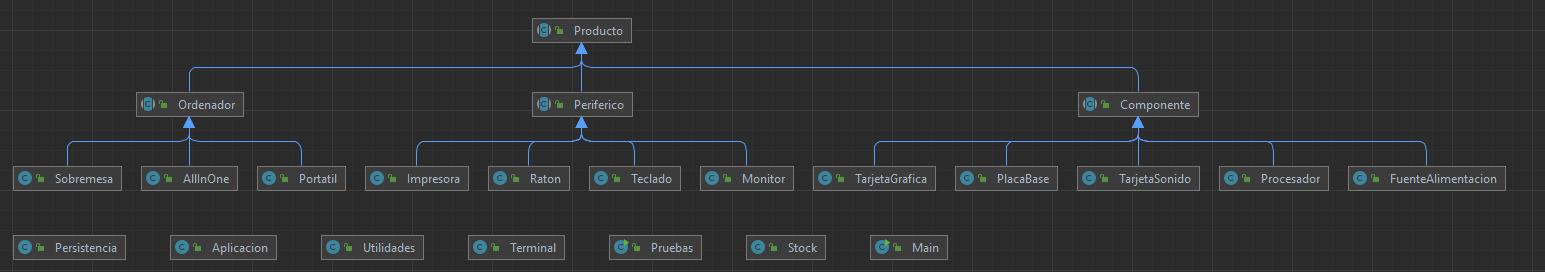 Producto
Ordenador Periferico Componente
Sobremesa AllInOne Portatil Impresora Raton Teclado Monitor TarjetaGrafica PlacaBase TarjetaSonido Procesador FuenteAlimentacion
Persistencia Aplicacion Utilidades Terminal Pruebas Stock Main